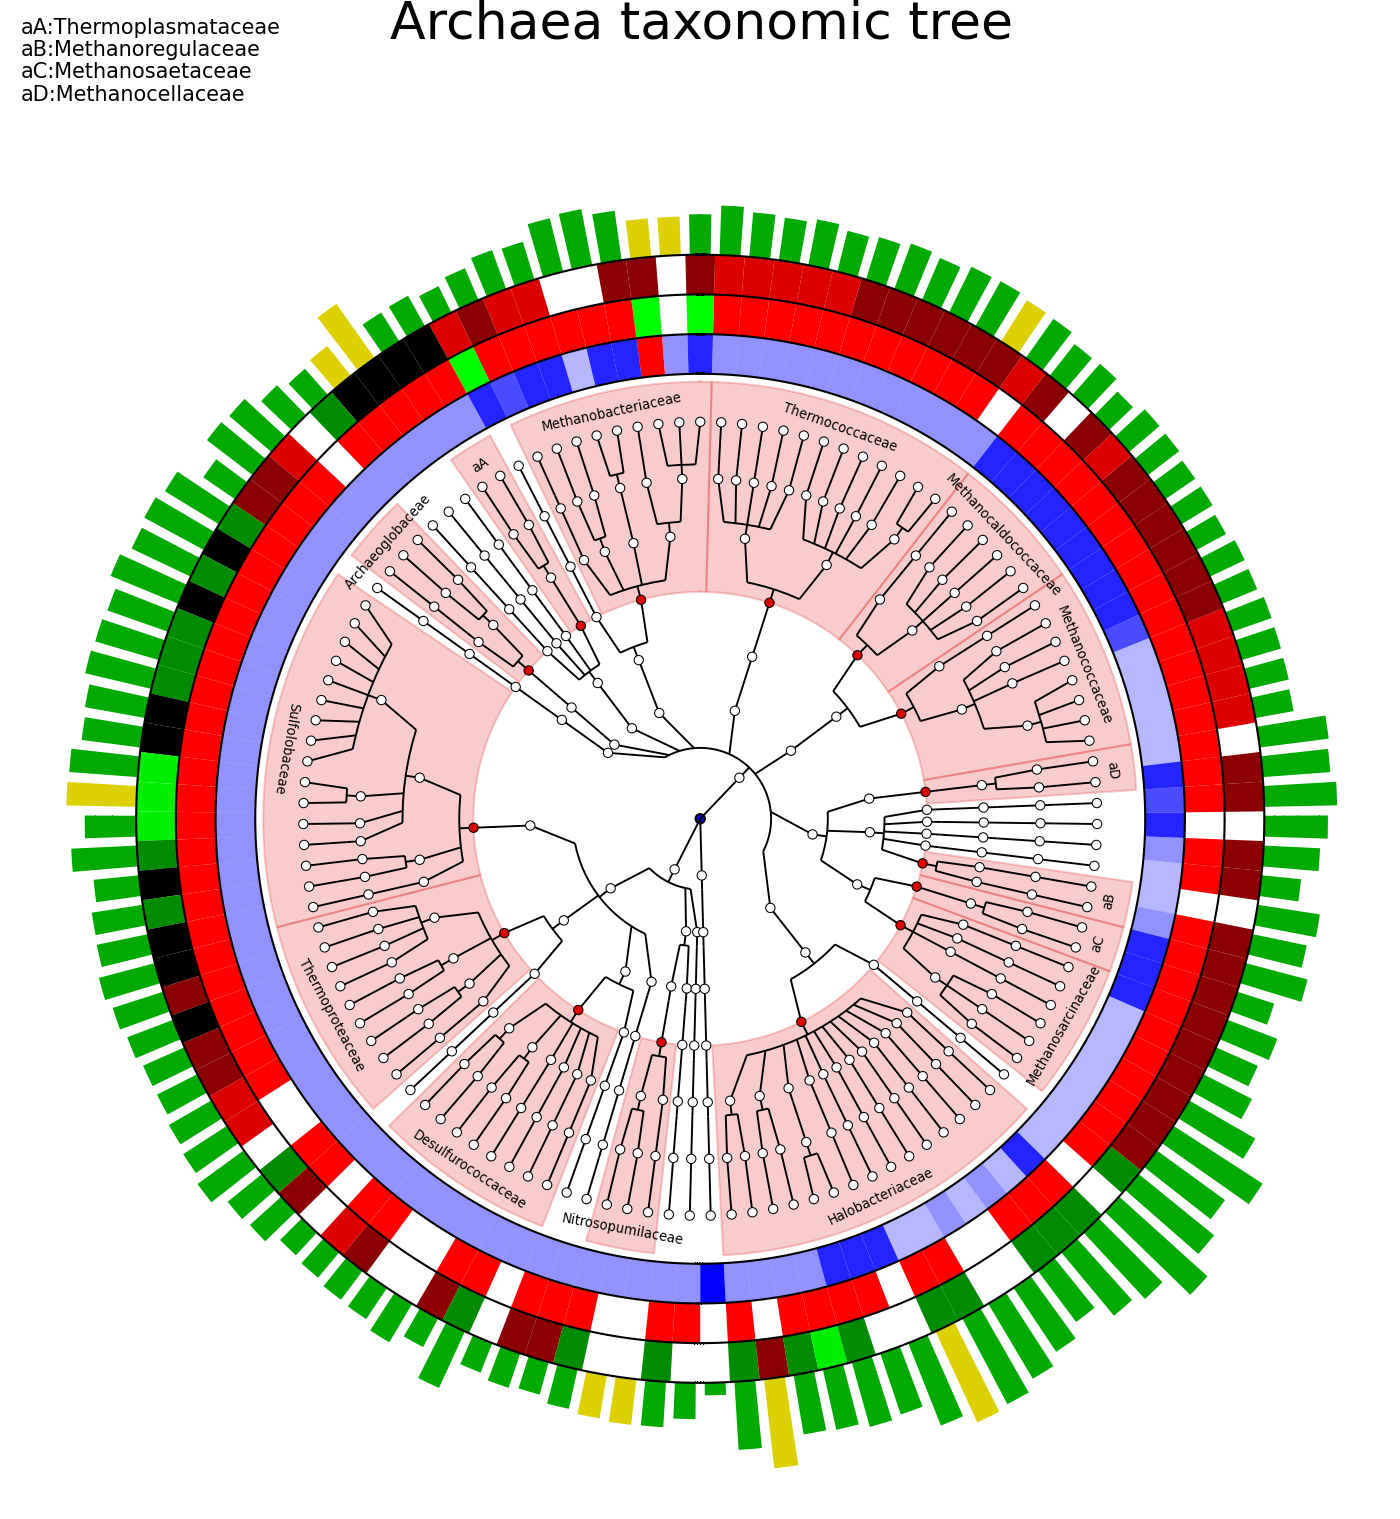 Archaea taxonomic tree
aA:Thermoplasmataceae
aB:Methanoregulaceae
aC:Methanosaetaceae
aD:Methanocellaceae
Methanobacteriaceae
Thermococcaceae
Methanocaldococcaceae
Methanococcaceae
aD
aB
aC
Methanosarcinaceae
Halobacteriaceae
Nitrosopumilaceae
Desulfurococcaceae
Thermoproteaceae
Sulfolobaceae
Archaeoglobaceae
aA